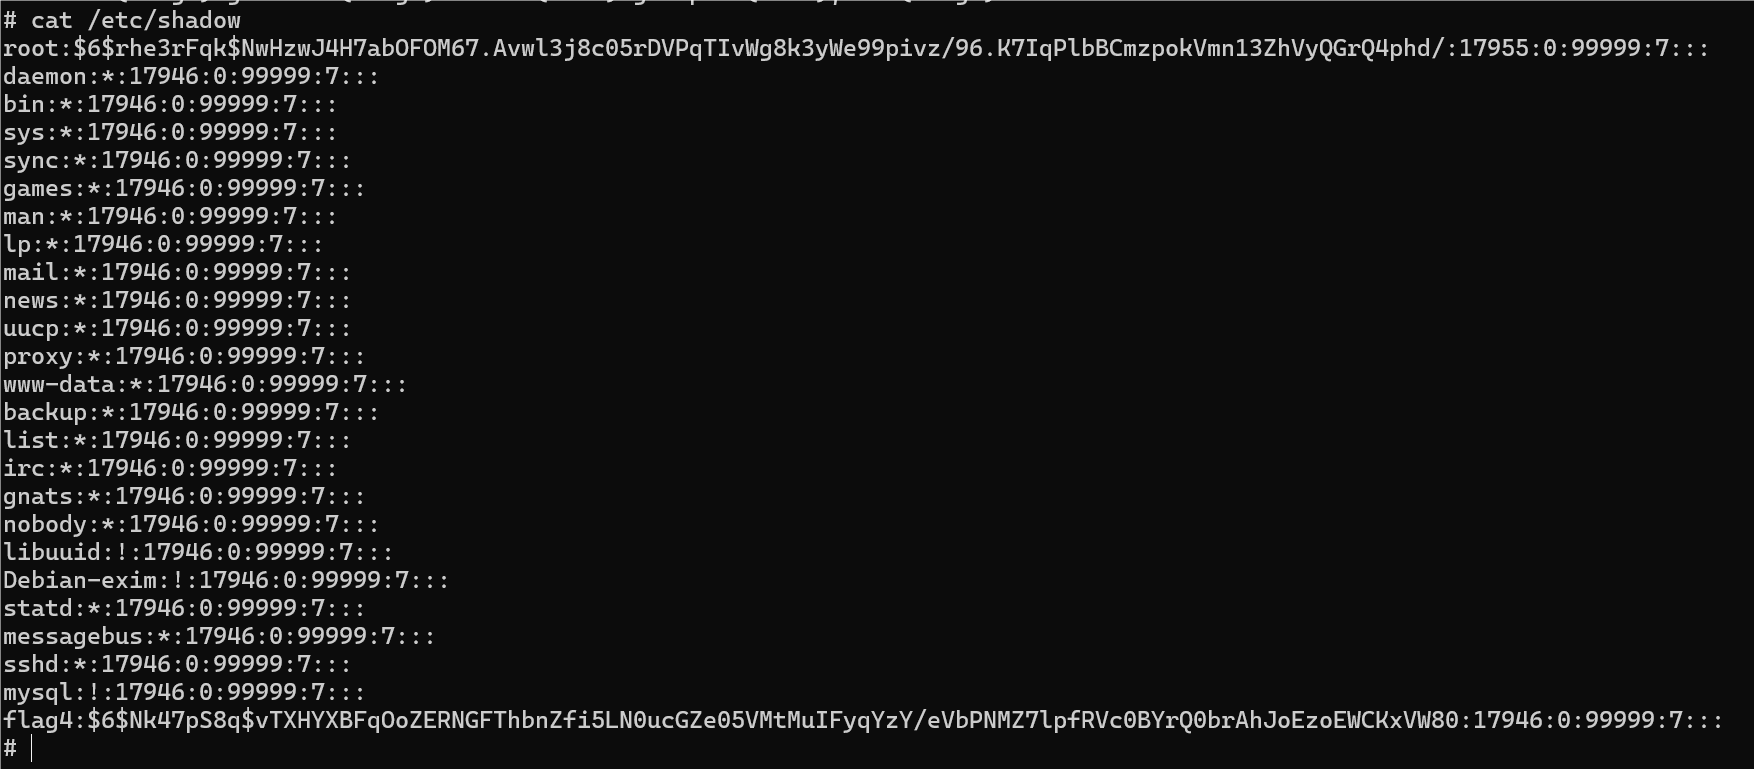 # cat /etc/shadow
root:$6$rhe3rFqk$NwHzwJ4H7abOFOM67.Avwl3j8c05rDVPqTIvWg8k3yWe99pivz/96.K7IqPlbBCmzpokVmn13ZhVyQGrQ4phd/:17955:0:99999:7:::
daemon:*:17946:0:99999:7:::
bin:*:17946:0:99999:7:::
sys:*:17946:0:99999:7:::
sync:*:17946:0:99999:7:::
games:*:17946:0:99999:7:::
man:*:17946:0:99999:7:::
lp:*:17946:0:99999:7:::
mail:*:17946:0:99999:7:::
news:*:17946:0:99999:7:::
uucp:*:17946:0:99999:7:::
proxy:*:17946:0:99999:7:::
www-data:*:17946:0:99999:7:::
backup:*:17946:0:99999:7:::
list:*:17946:0:99999:7:::
irc:*:17946:0:99999:7:::
gnats:*:17946:0:99999:7:::
nobody:*:17946:0:99999:7:::
libuuid:!:17946:0:99999:7:::
Debian-exim:!:17946:0:99999:7:::
statd:*:17946:0:99999:7:::
messagebus:*:17946:0:99999:7:::
sshd:*:17946:0:99999:7:::
mysql:!:17946:0:99999:7:::
flag4:$6$Nk47pS8q$vTXHYXBFqOoZERNGFThbnZfi5LN0ucGZe05VMtMuIFyqYzY/eVbPNMZ7lpfRVc0BYrQ0brAhJoEzoEWCKxVW80:17946:0:99999:7:::
#